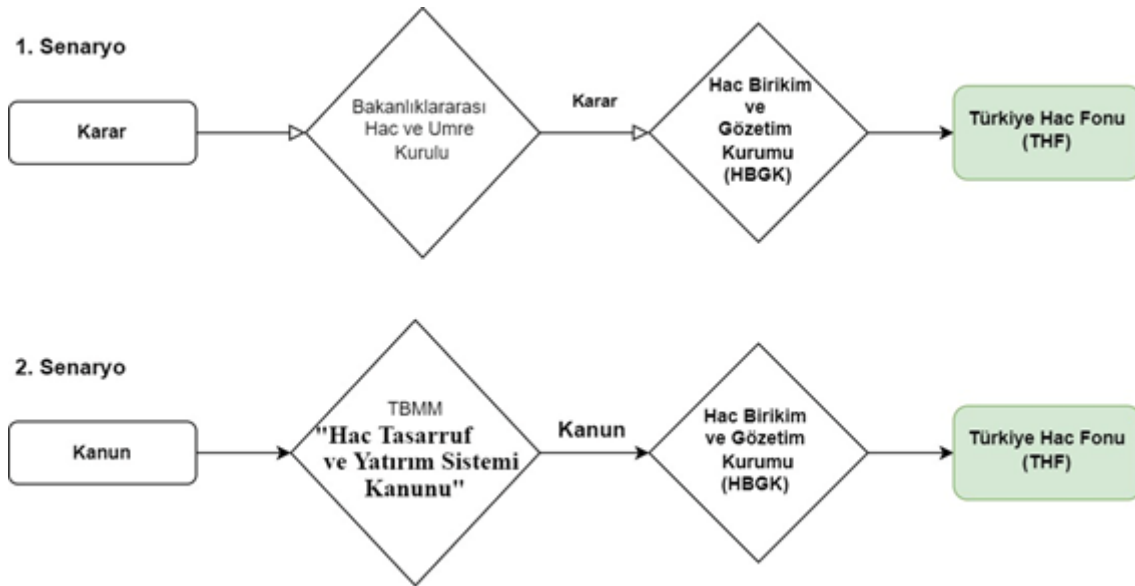 1. Senaryo
Karar
Bakanlıklararası
Hac ve Umre
Kurulu
Karar
Hac Birikim
ve
Gözetim
Kurumu
(HBGK)
Türkiye Hac Fonu
(THF)
2. Senaryo
Kanun
TBMM
"Hac Tasarruf
ve Yatırım Sistemi
Kanunu"
Kanun
Hac Birikim
ve Gözetim
Kurumu
(HBGK)
Türkiye Hac Fonu
(THF)